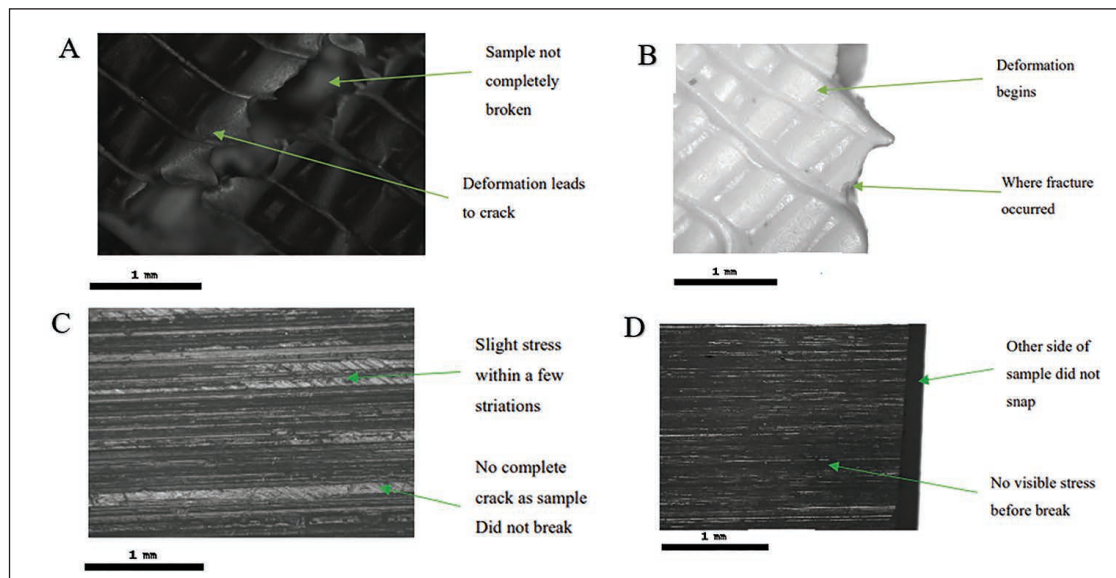 A
Sample not
completely
broken
Deformation leads
to crack
1 mm
B
Deformation
begins
Where fracture
occurred
1 mm
C
Slight stress
within a few
striations
No complete
crack as sample
Did not break
1 mm
D
Other side of
sample did not
snap
No visible stress
before break
1 mm